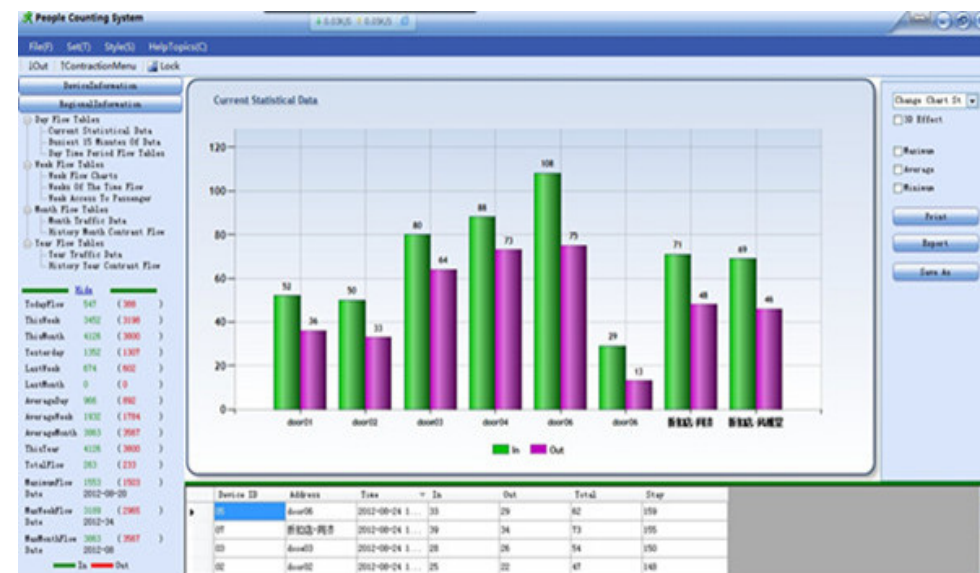 People Counting System
File(F) Set(T) Style(S) HelpTopics(C)
IOut TContractionMenu Lock
DeviceInformation
RegionalInformation
Day Flow Tables
Current Statistical Data
Busiest 15 Minutes Of Data
Day Time Period Flow Tables
Week Flow Tables
Week Flow Charts
Weeks Of The Time Flow
Week Access To Passenger
Month Flow Tables
Month Traffic Data
History Month Contrast Flow
Year Flow Tables
Year Traffic Data
History Year Contrast Flow
Hide
TodayFlow 547 (388 )
ThisWeek 3452 (3198 )
ThisMonth 4126 (3800 )
Yesterday 1352 (1307 )
LastWeek 674 (602 )
LastMonth 0 (0 )
AverageDay 966 (892 )
AverageWeek 1932 (1784 )
AverageMonth 3063 (3567 )
ThisYear 4126 (3800 )
TotalFlow 263 (233 )
MaximumFlow 1553 (1503 )
Date 2012-08-20
MaxWeekFlow 3188 (2965 )
Date 2012-34
MaxMonthFlow 3063 (3567 )
Date 2012-08
In Out
Current Statistical Data
120
100
80
60
40
20
0
52 36
50 33
80 64
88 73
108 75
29 13
71 48
69 46
door01 door02 door03 door04 door06 door06
In Out
Change Chart St
3D Effect
Maximum
Average
Minimum
Print
Export
Save As
Device ID Address Time In Out Total Stay
05 door06 2012-08-24 1... 33 29 62 159
07 2012-08-24 1... 39 34 73 155
03 door03 2012-08-24 1... 28 26 54 150
02 door02 2012-08-24 1... 25 22 47 148